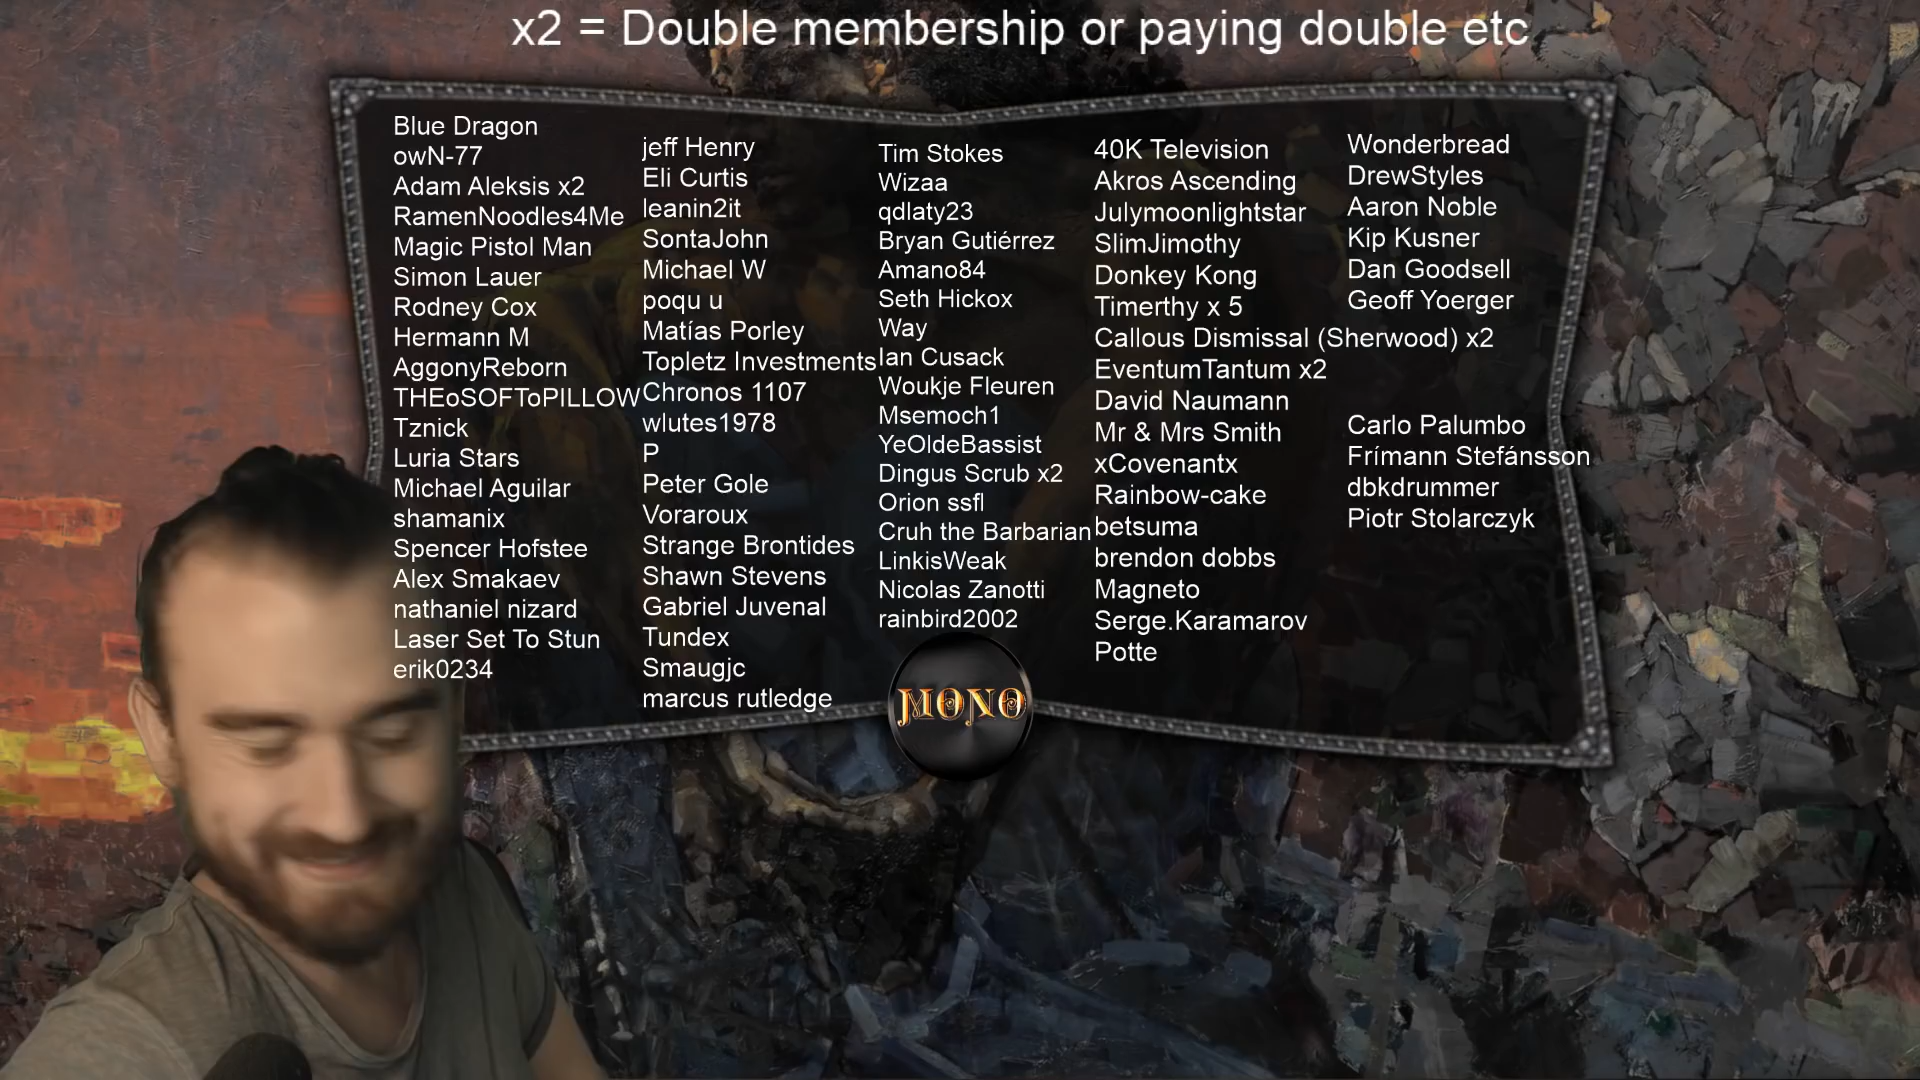 x2 = Double membership or paying double etc
Blue Dragon
owN-77
Adam Aleksis x2
RamenNoodles4Me
Magic Pistol Man
Simon Lauer
Rodney Cox
Hermann M
AggonyReborn
THEoSOFToPILLOW
Tznick
Luria Stars
Michael Aguilar
shamanix
Spencer Hofstee
Alex Smakaev
nathaniel nizard
Laser Set To Stun
erik0234
jeff Henry
Eli Curtis
leanin2it
SontaJohn
Michael W
poqu u
Matías Porley
Topletz Investments
Chronos 1107
wlutes1978
P
Peter Gole
Voraroux
Strange Brontides
Shawn Stevens
Gabriel Juvenal
Tundex
Smaugjc
marcus rutledge
Tim Stokes
Wizaa
qdlaty23
Bryan Gutiérrez
Amano84
Seth Hickox
Way
Ian Cusack
Woukje Fleuren
Msemoch1
YeOldeBassist
Dingus Scrub x2
Orion ssfl
Cruh the Barbarian
LinkisWeak
Nicolas Zanotti
rainbird2002
MONO
40K Television
Akros Ascending
Julymoonlightstar
SlimJimothy
Donkey Kong
Timerthy x 5
Callous Dismissal (Sherwood) x2
EventumTantum x2
David Naumann
Mr & Mrs Smith
xCovenantx
Rainbow-cake
betsuma
brendon dobbs
Magneto
Serge.Karamarov
Potte
Wonderbread
DrewStyles
Aaron Noble
Kip Kusner
Dan Goodsell
Geoff Yoerger
Carlo Palumbo
Frímann Stefánsson
dbkdrummer
Piotr Stolarczyk